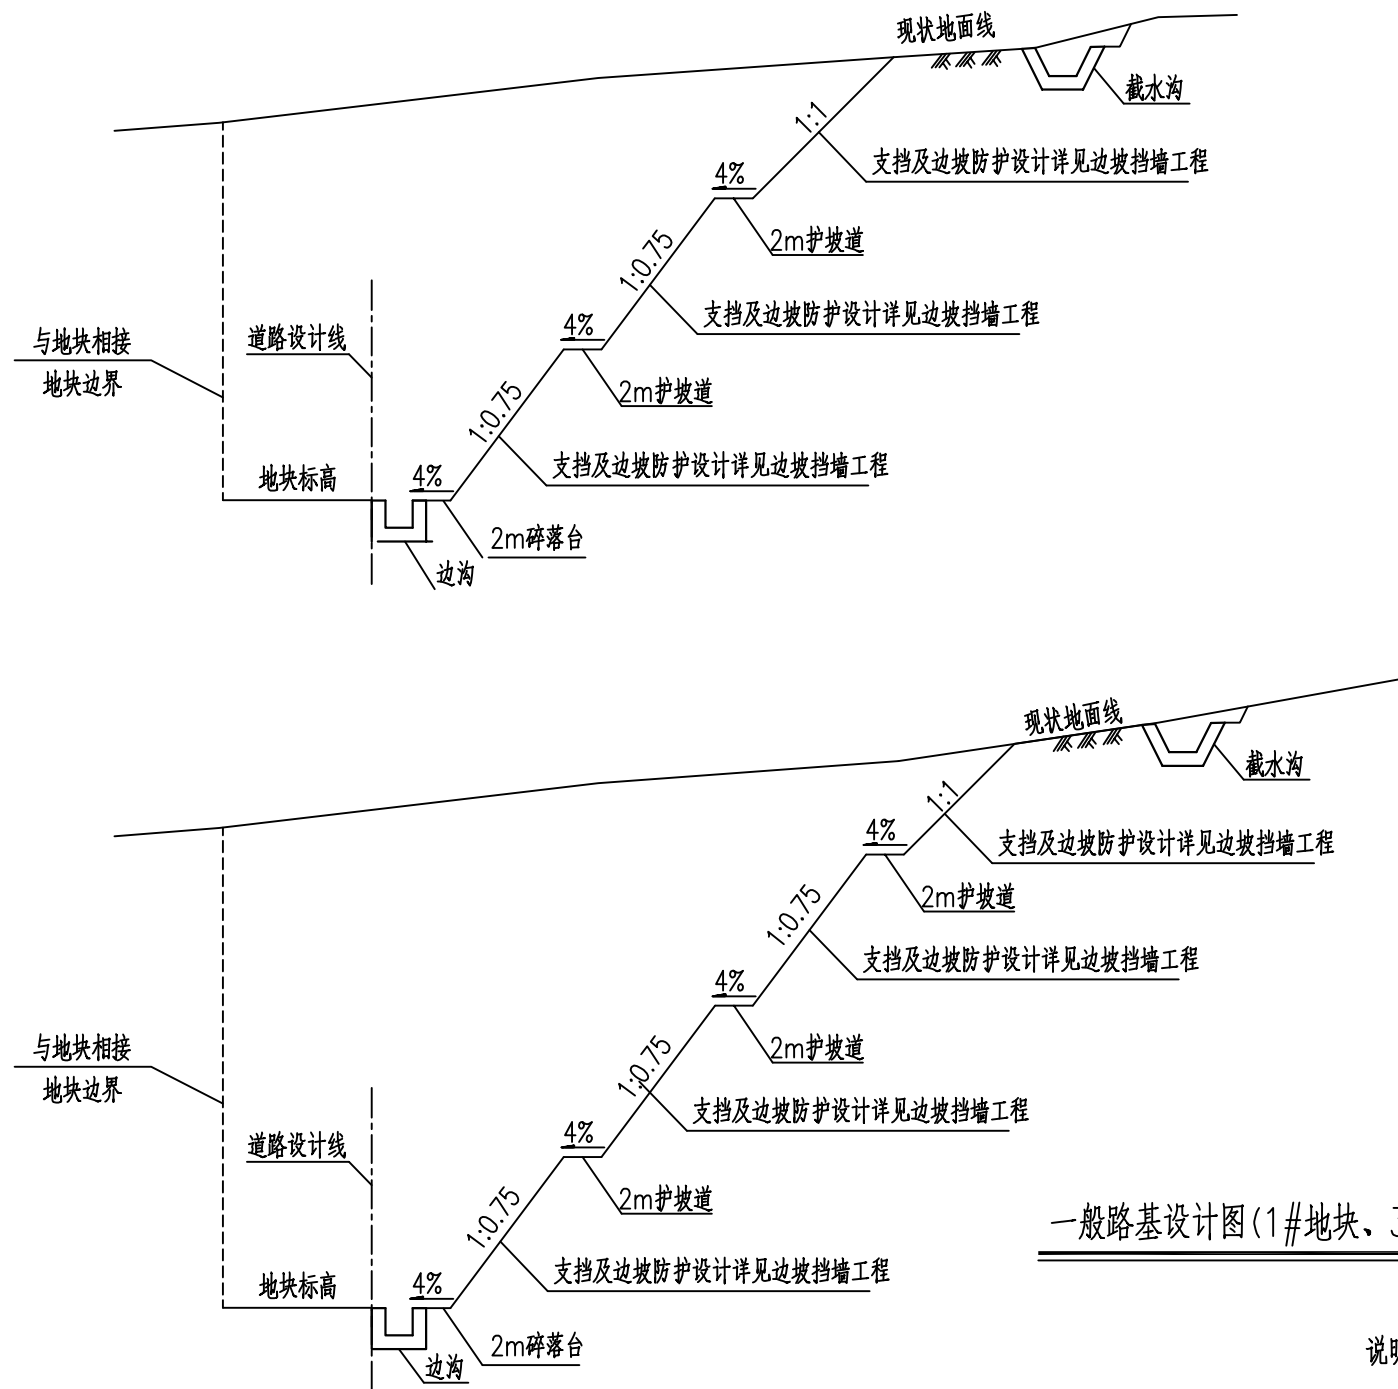 现状地面线
截水沟
1:1
支挡及边坡防护设计详见边坡挡墙工程
4%
2m护坡道
1:0.75
支挡及边坡防护设计详见边坡挡墙工程
4%
与地块相接
地块边界
道路设计线
2m护坡道
1:0.75
支挡及边坡防护设计详见边坡挡墙工程
地块标高
4%
2m碎落台
边沟
现状地面线
截水沟
1:1
4%
支挡及边坡防护设计详见边坡挡墙工程
2m护坡道
1:0.75
支挡及边坡防护设计详见边坡挡墙工程
4%
2m护坡道
与地块相接
地块边界
1:0.75
支挡及边坡防护设计详见边坡挡墙工程
道路设计线
4%
2m护坡道
1:0.75
一般路基设计图(1#地块、
支挡及边坡防护设计详见边坡挡墙工程
地块标高
4%
2m碎落台
边沟
说